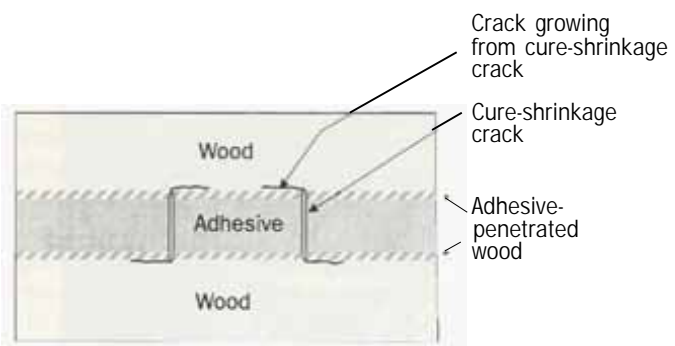 Crack growing
from cure-shrinkage
crack
Cure-shrinkage
crack
Wood
Adhesive
Adhesive-
penetrated
wood
Wood